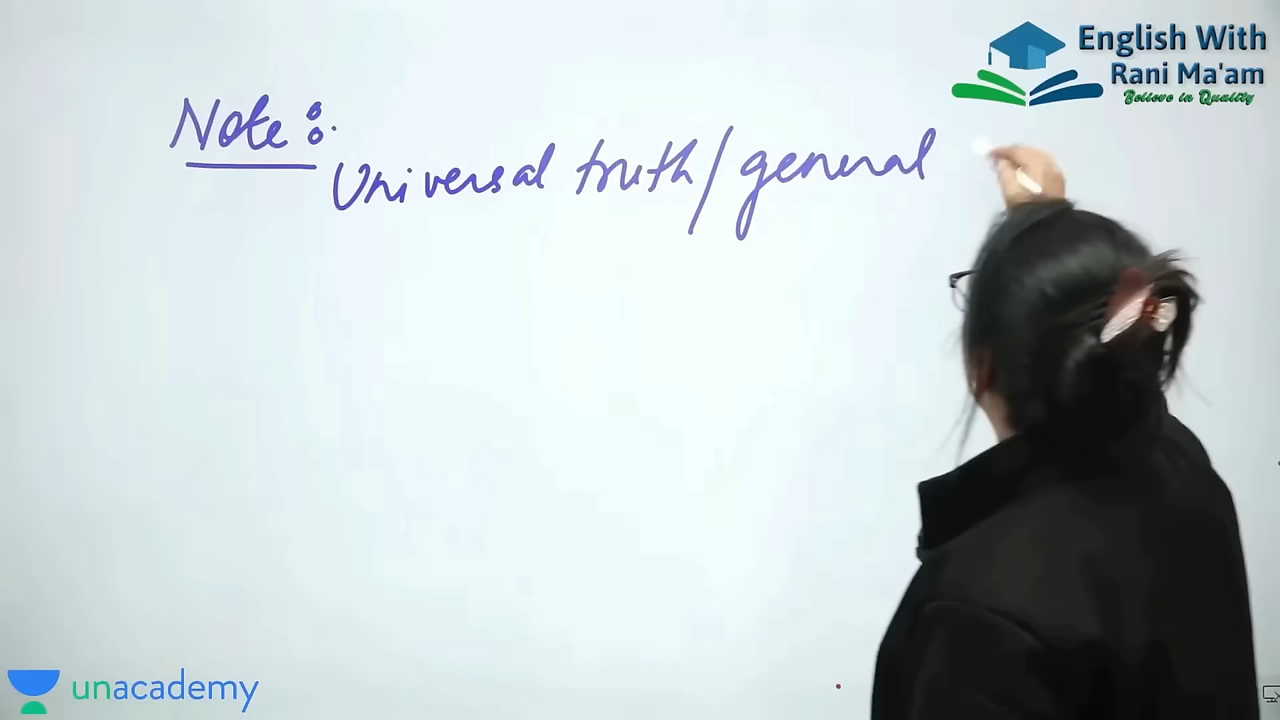 English With
Rani Ma'am
Believe in Quality
Note :
Universal truth/general
unacademy